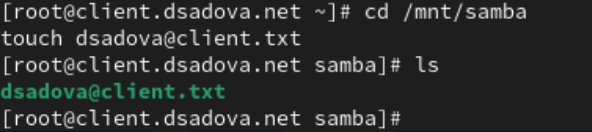 [root@client.dsadova.net ~]# cd /mnt/samba
touch dsadova@client.txt
[root@client.dsadova.net samba]# ls
dsadova@client.txt
[root@client.dsadova.net samba]#